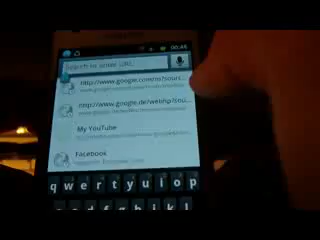 00:45
Search or enter URL
http://www.google.com/m?sourc...
http://www.google.de/webhp?sou...
My YouTube
Facebook
q w e r t y u i o p
a s d f g h j k l